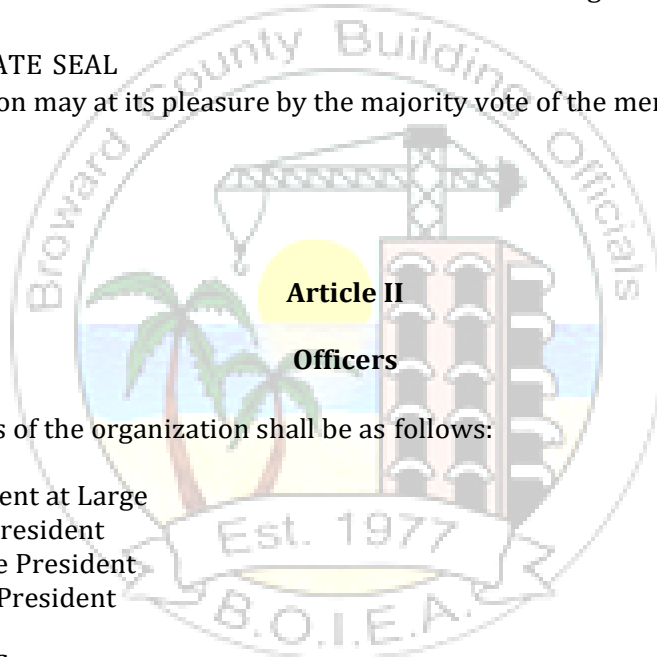 ATE SEAL
on may at its pleasure by the majority vote of the mer
Broward County Building Officials
Article II
Officers
s of the organization shall be as follows:
ent at Large
resident
e President
President
Est. 1977
B.O.I.E.A.